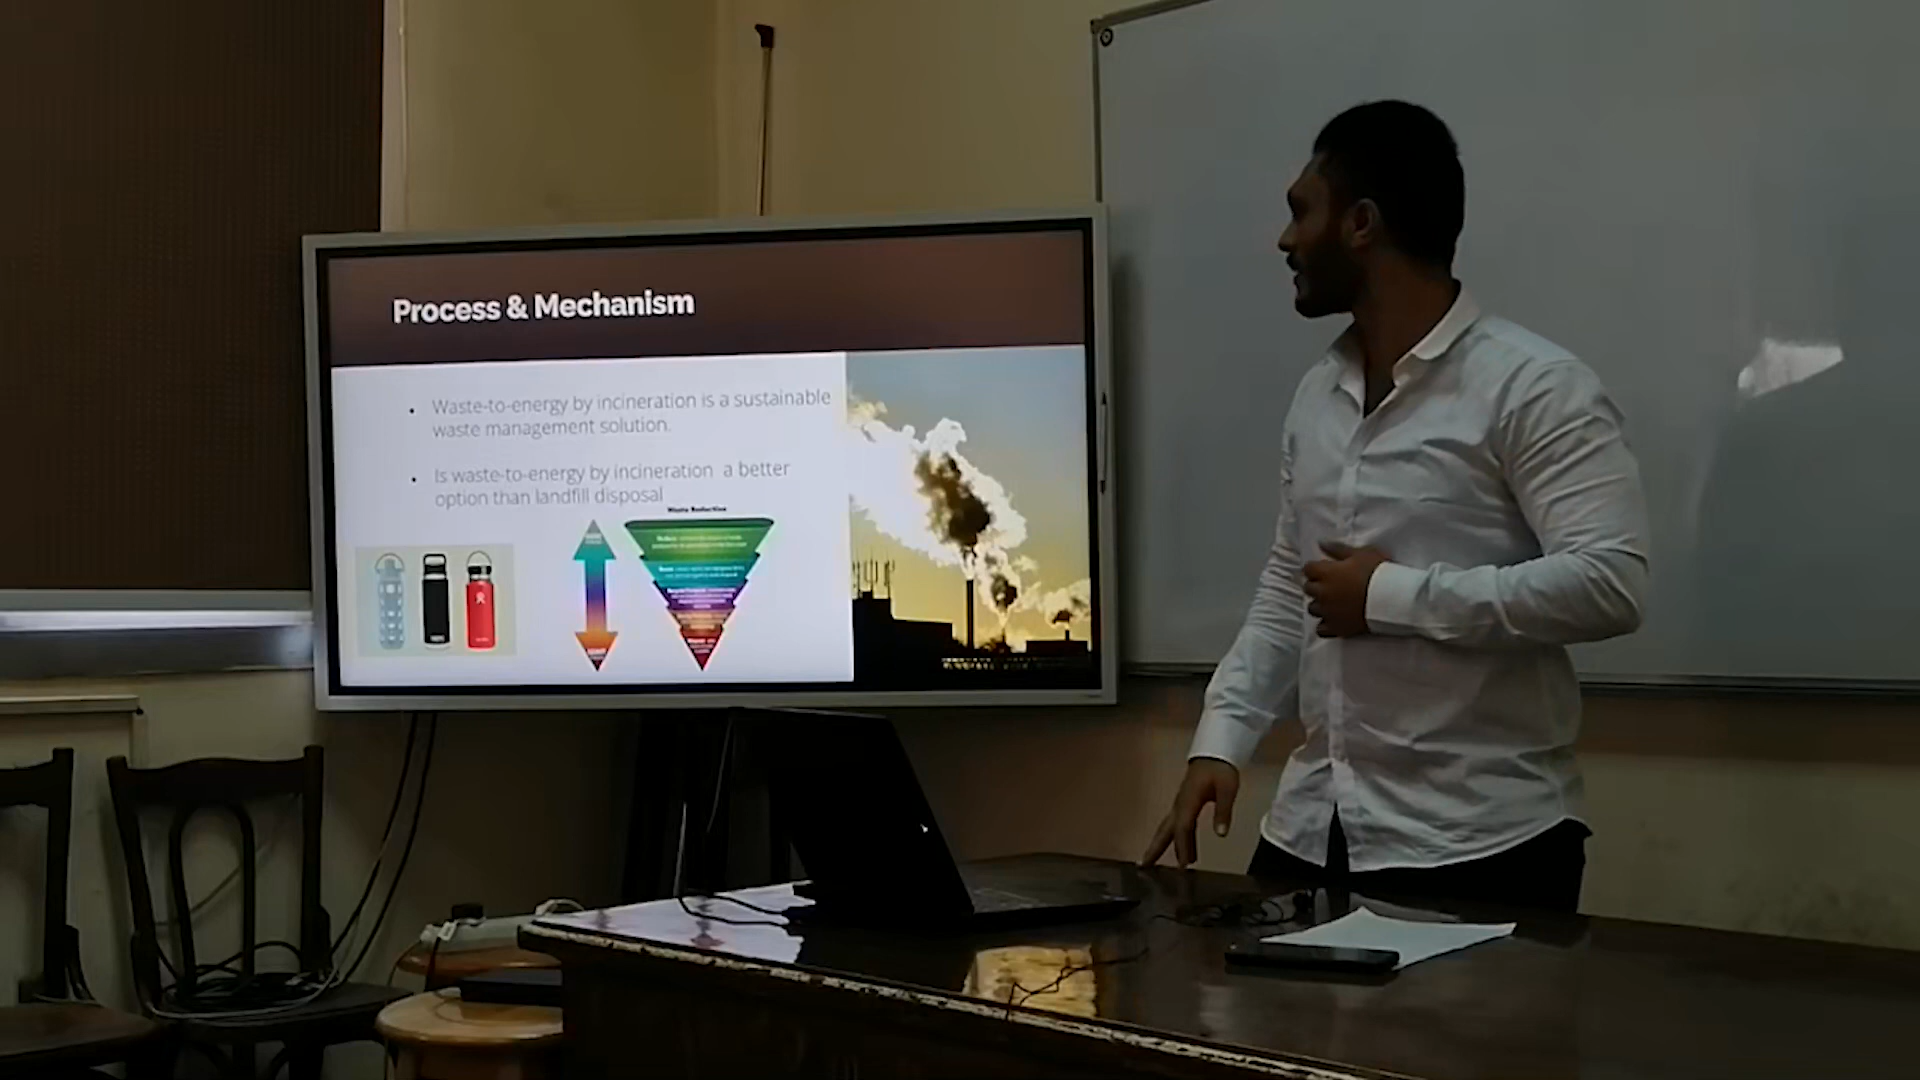 Process & Mechanism
• Waste-to-energy by incineration is a sustainable
waste management solution.
• Is waste-to-energy by incineration a better
option than landfill disposal
Waste Reduction